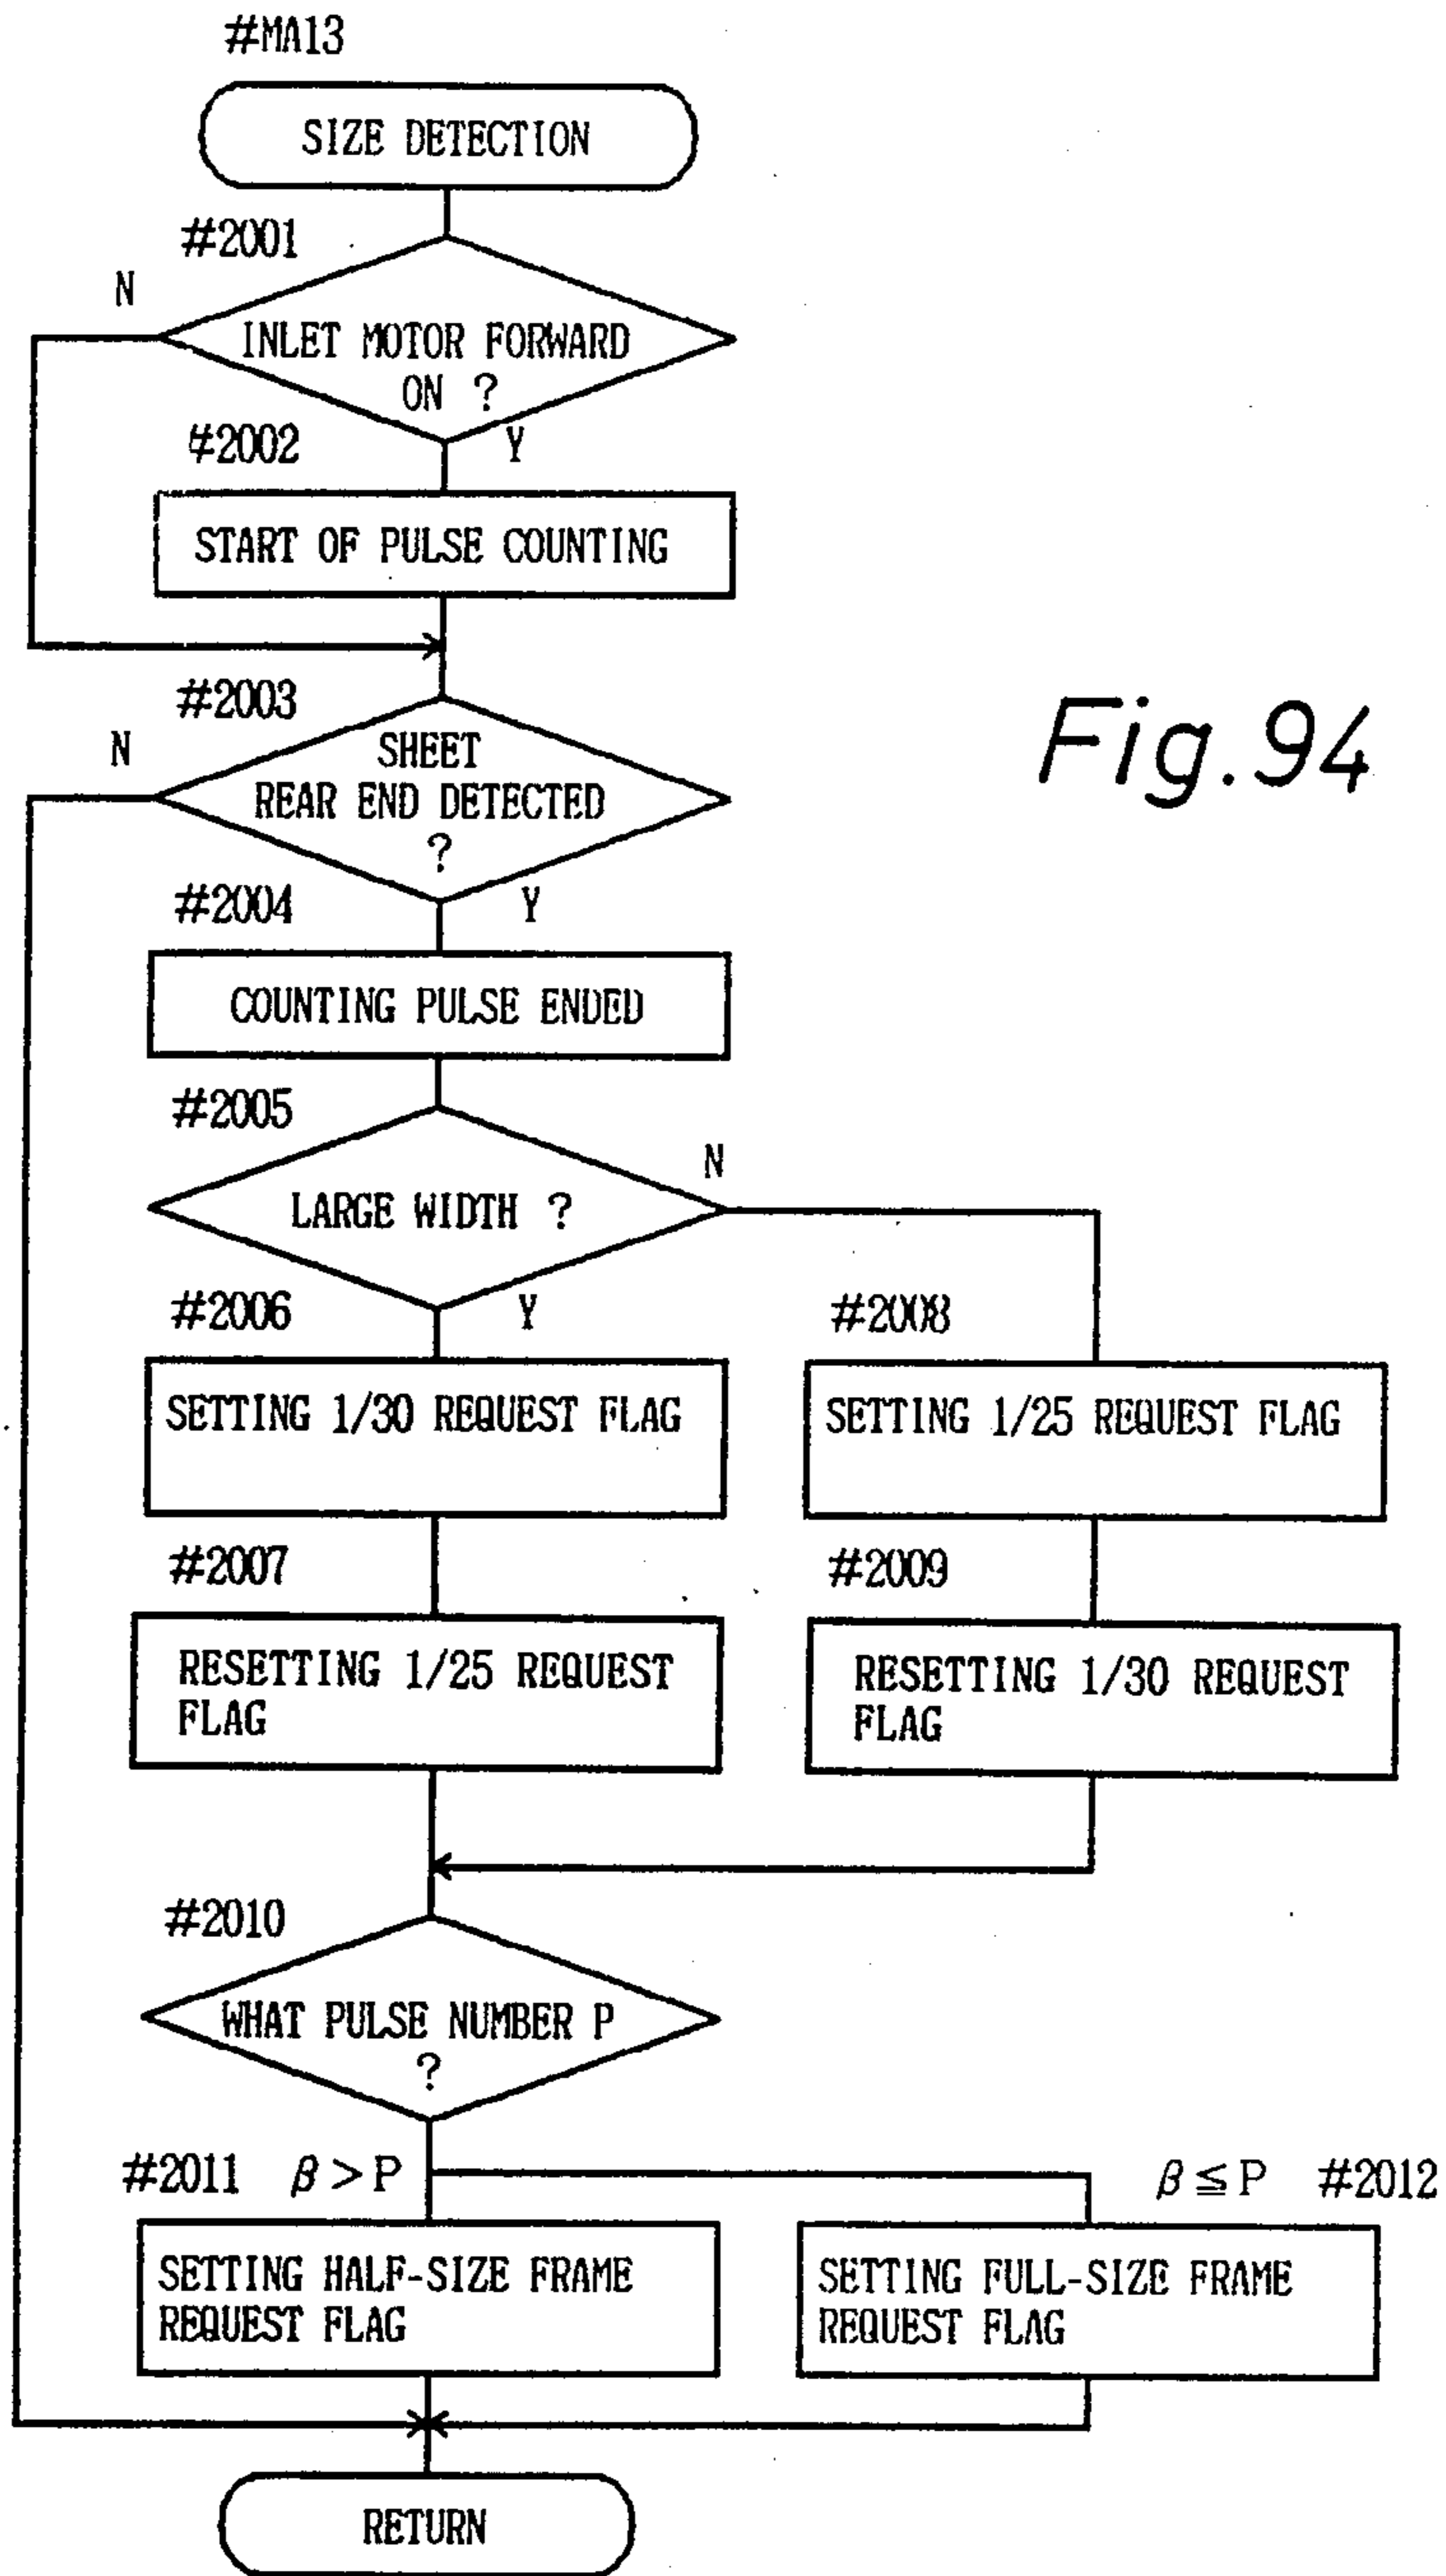 #MA13
SIZE DETECTION
#2001
N
INLET MOTOR FORWARD
ON ?
#2002
Y
START OF PULSE COUNTING
#2003
N
SHEET
REAR END DETECTED
?
Fig.94
#2004
Y
COUNTING PULSE ENDED
#2005
N
LARGE WIDTH ?
#2006
Y
#2008
SETTING 1/30 REQUEST FLAG
SETTING 1/25 REQUEST FLAG
#2007
#2009
RESETTING 1/25 REQUEST
FLAG
RESETTING 1/30 REQUEST
FLAG
#2010
WHAT PULSE NUMBER P
?
#2011 β > P
β ≦ P #2012
SETTING HALF-SIZE FRAME
REQUEST FLAG
SETTING FULL-SIZE FRAME
REQUEST FLAG
RETURN